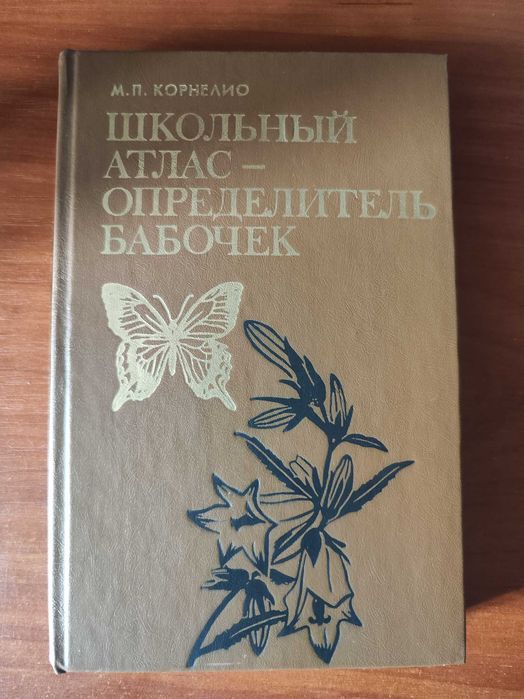 М.П. КОРНЕЛИО
ШКОЛЬНЫЙ
АТЛАС –
ОПРЕДЕЛИТЕЛЬ
БАБОЧЕК